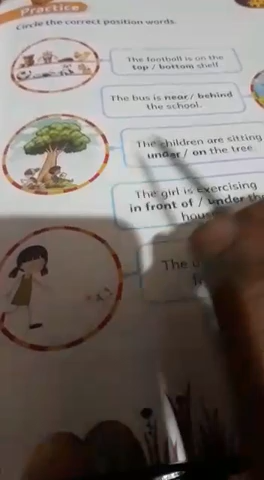 Practice
Circle the correct position words.
The football is on the
top / bottom shelf.
The bus is near / behind
the school.
The children are sitting
under / on the tree.
The girl is exercising
in front of / under the
The